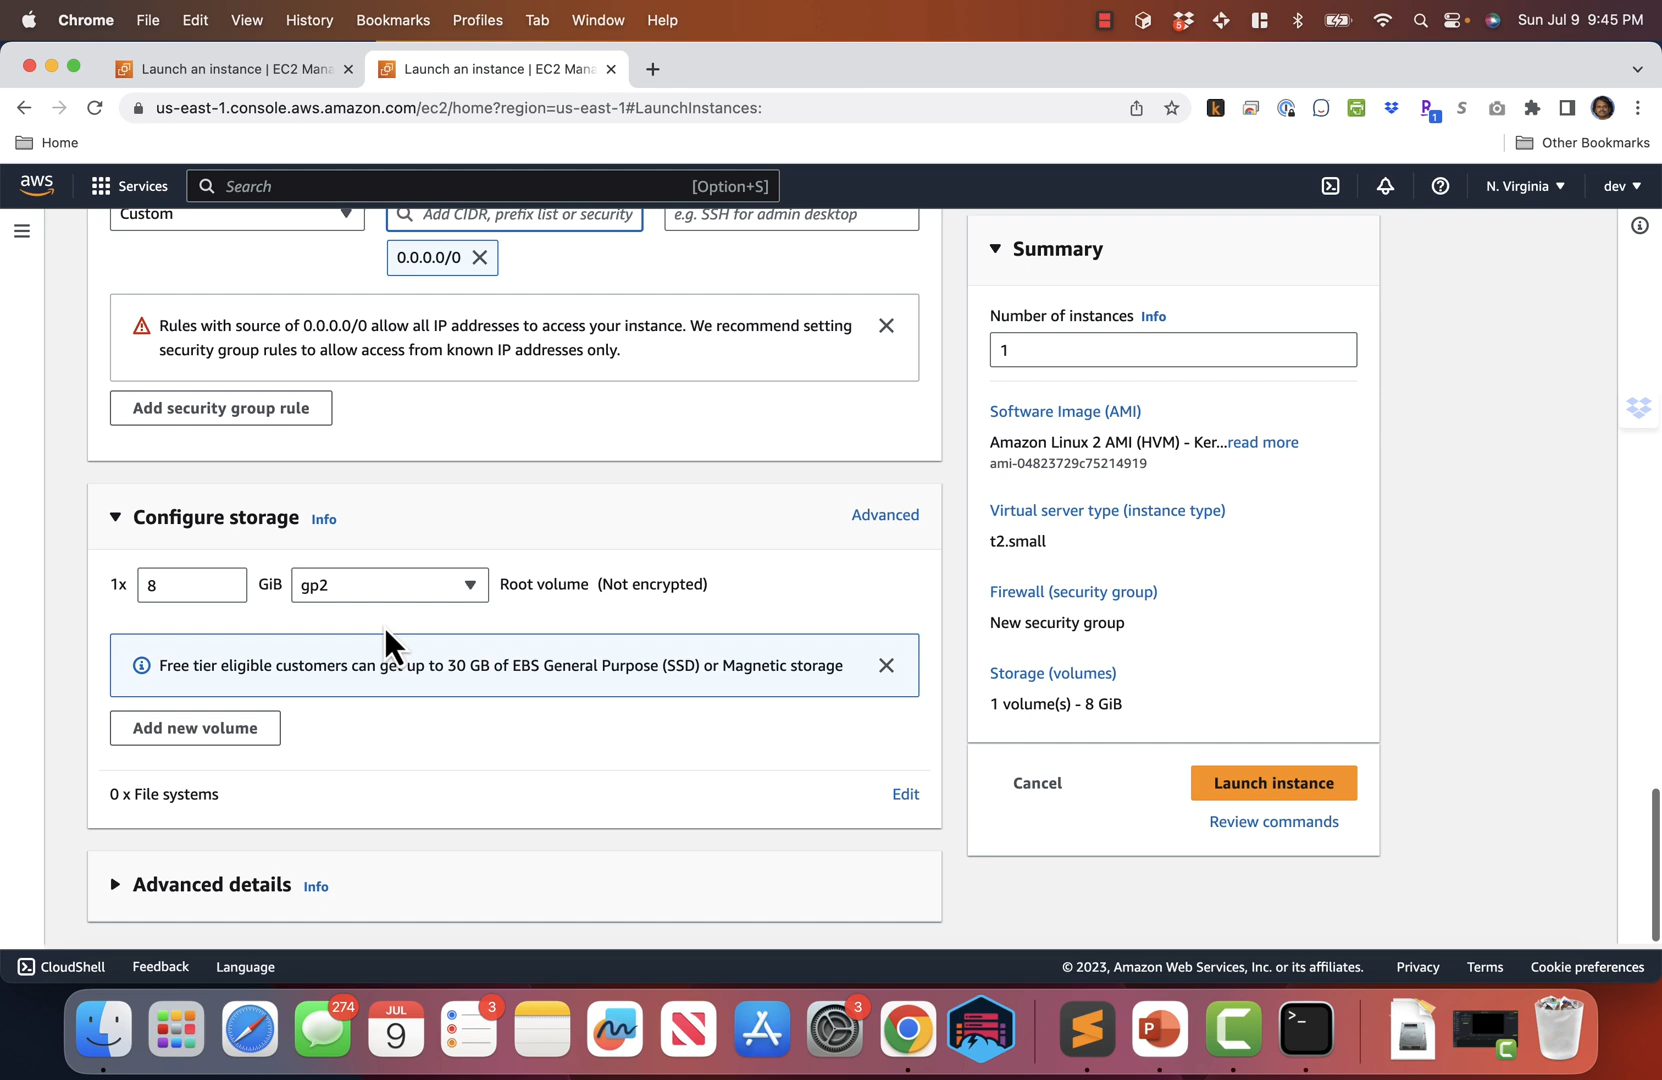 Chrome File Edit View History Bookmarks Profiles Tab Window Help 5 Sun Jul 9 9:45 PM
Launch an instance | EC2 Mana Launch an instance | EC2 Mana
us-east-1.console.aws.amazon.com/ec2/home?region=us-east-1#LaunchInstances: 1
Home Other Bookmarks
aws Services Search [Option+S] N. Virginia dev
Custom Add CIDR, prefix list or security e.g. SSH for admin desktop
0.0.0.0/0
Rules with source of 0.0.0.0/0 allow all IP addresses to access your instance. We recommend setting
security group rules to allow access from known IP addresses only.
Add security group rule
Configure storage Info Advanced
1x 8 GiB gp2 Root volume (Not encrypted)
Free tier eligible customers can get up to 30 GB of EBS General Purpose (SSD) or Magnetic storage
Add new volume
0 x File systems Edit
Advanced details Info
Summary
Number of instances Info
1
Software Image (AMI)
Amazon Linux 2 AMI (HVM) - Ker...read more
ami-04823729c75214919
Virtual server type (instance type)
t2.small
Firewall (security group)
New security group
Storage (volumes)
1 volume(s) - 8 GiB
Cancel Launch instance
Review commands
CloudShell Feedback Language © 2023, Amazon Web Services, Inc. or its affiliates. Privacy Terms Cookie preferences
274 JUL 9 3 3